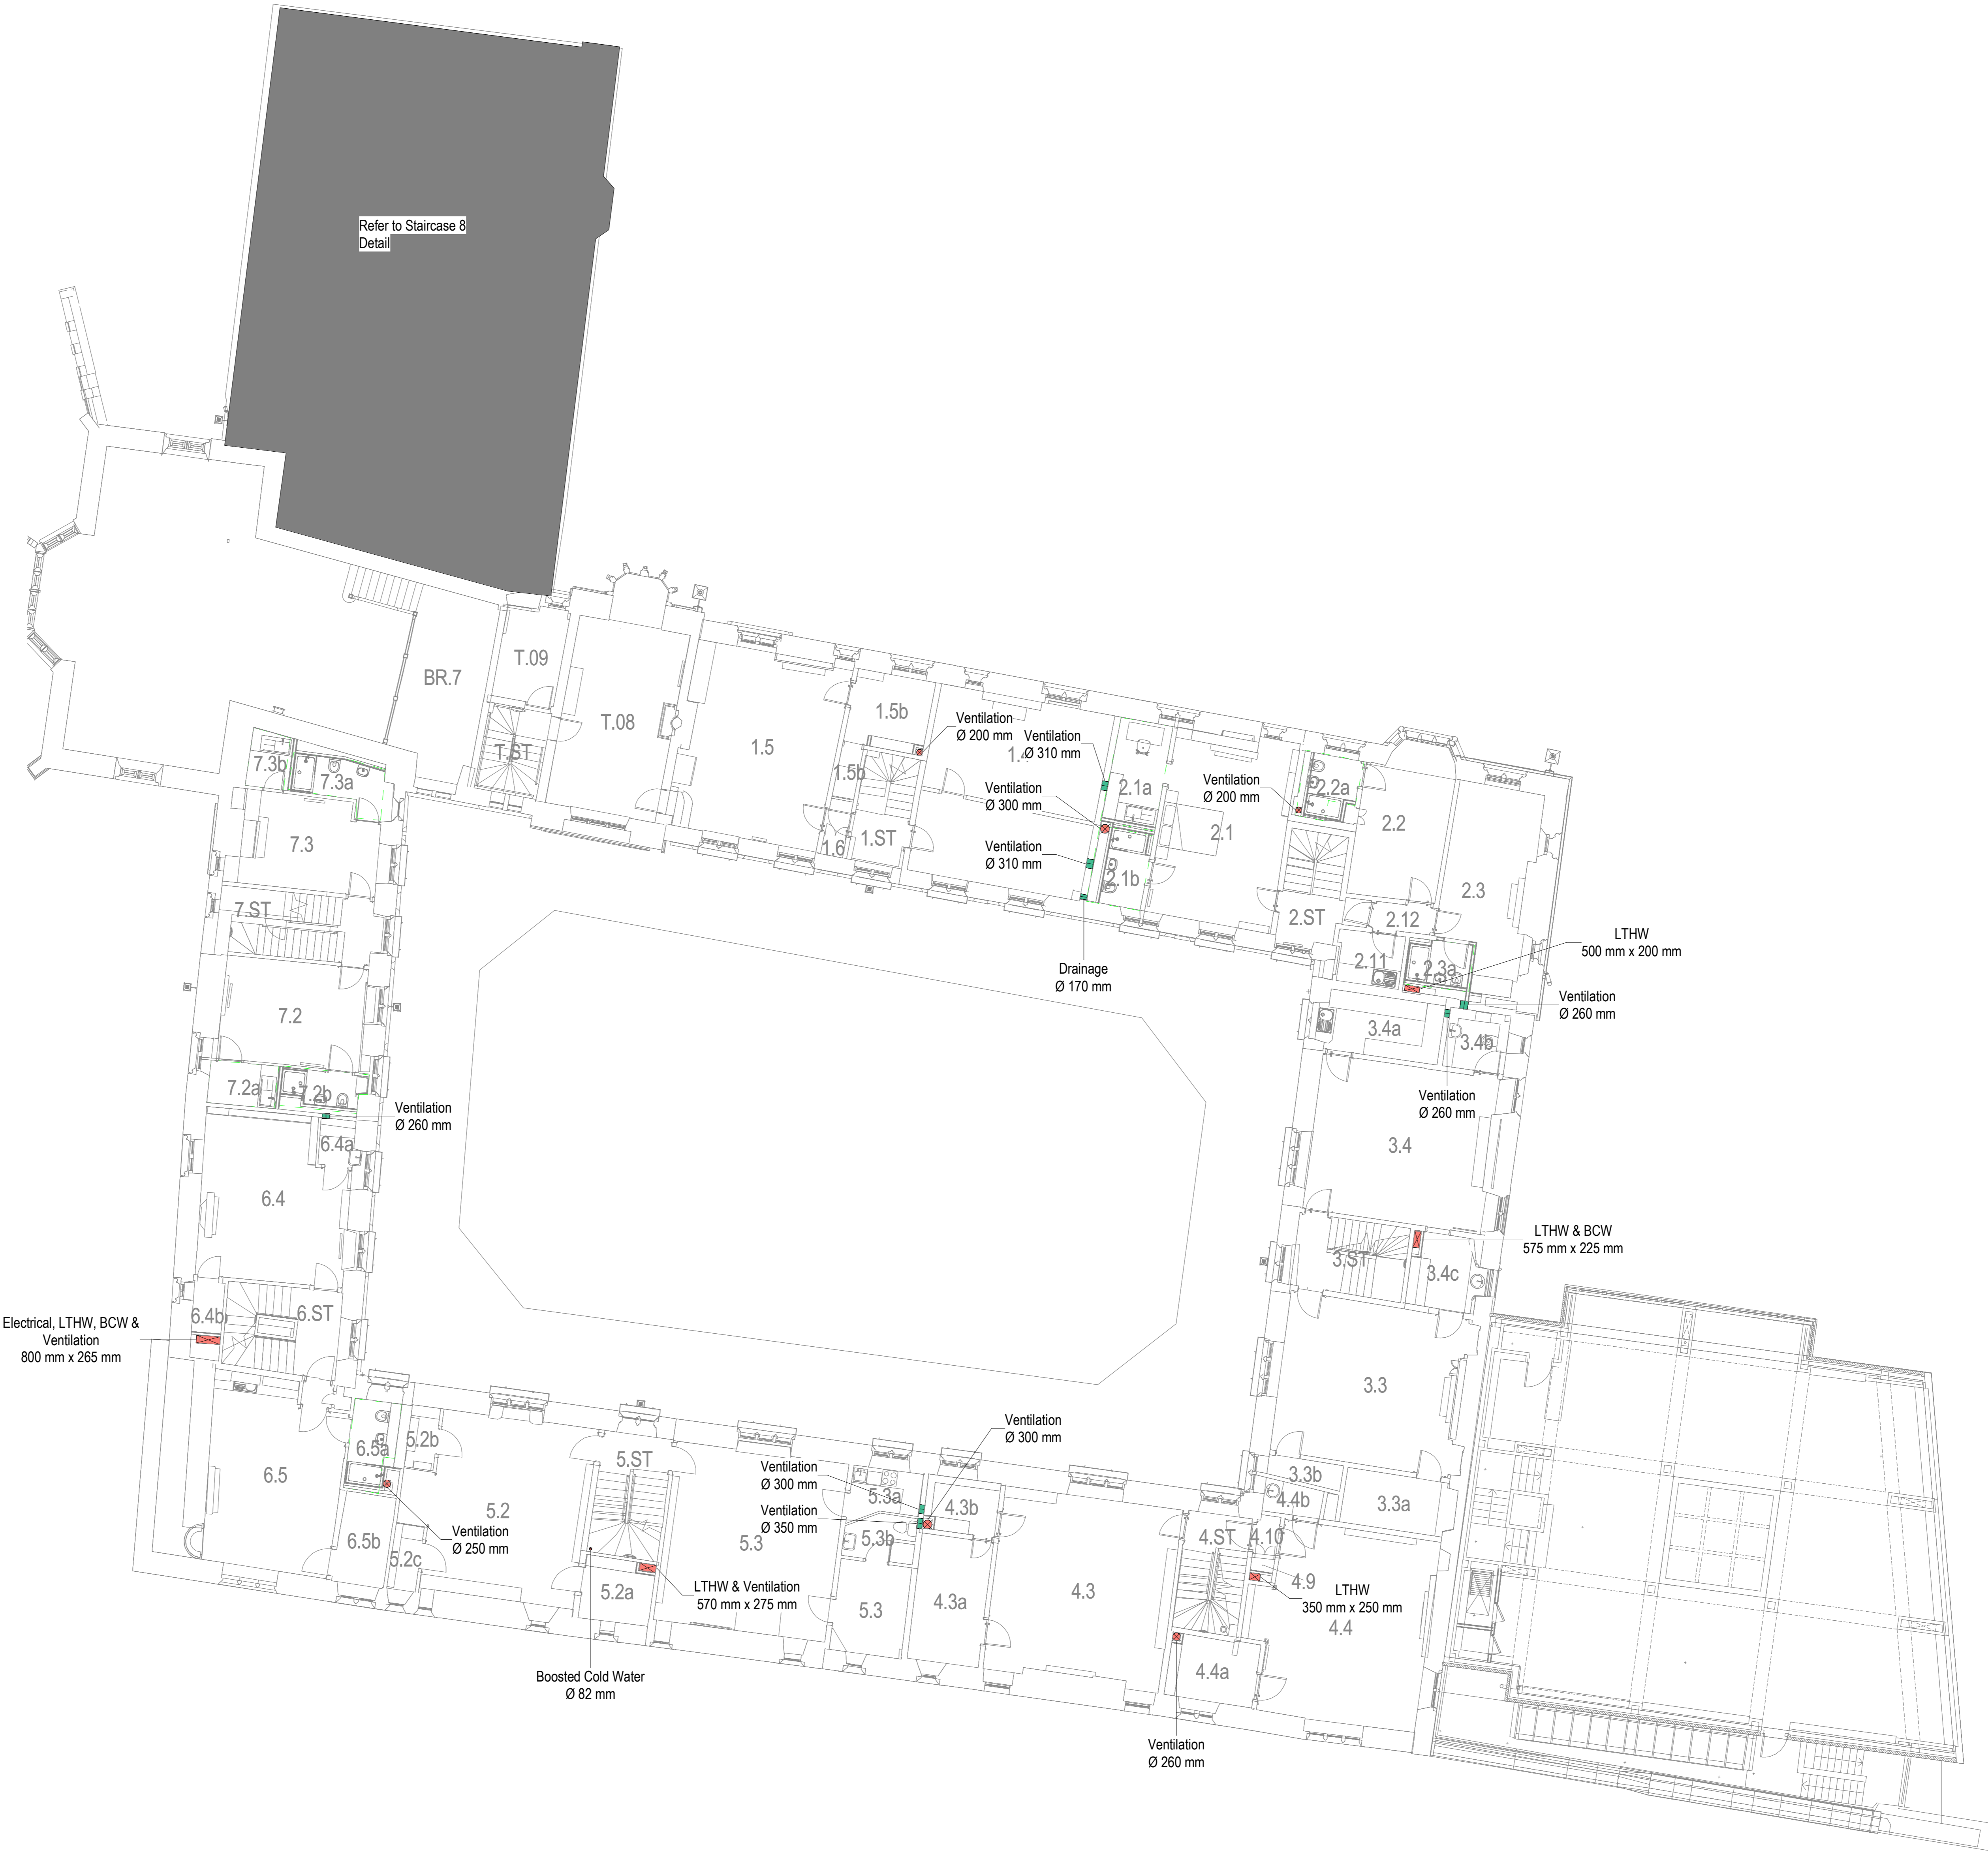 Refer to Staircase 8
Detail
T.09
BR.7
T.08
T.ST
1.5b
1.5
1.5b
1.ST
1.6
Ventilation
Ø 200 mm
Ventilation
Ø 310 mm
Ventilation
Ø 300 mm
Ventilation
Ø 310 mm
2.1a
2.1
2.1b
Drainage
Ø 170 mm
Ventilation
Ø 200 mm
2.2a
2.2
2.3
2.ST
2.12
2.11
2.3a
LTHW
500 mm x 200 mm
Ventilation
Ø 260 mm
3.4a
3.4b
Ventilation
Ø 260 mm
3.4
LTHW & BCW
575 mm x 225 mm
3.ST
3.4c
3.3
3.3b
3.3a
7.3b
7.3a
7.3
7.ST
7.2
7.2a
7.2b
Ventilation
Ø 260 mm
6.4a
6.4
6.4b
6.ST
Electrical, LTHW, BCW &
Ventilation
800 mm x 265 mm
6.5
6.5a
6.5b
5.2b
5.2
5.2c
Ventilation
Ø 250 mm
5.ST
5.2a
Boosted Cold Water
Ø 82 mm
LTHW & Ventilation
570 mm x 275 mm
5.3
Ventilation
Ø 300 mm
Ventilation
Ø 350 mm
5.3a
5.3b
5.3
Ventilation
Ø 300 mm
4.3b
4.3a
4.3
4.ST
4.10
4.4b
4.9
LTHW
350 mm x 250 mm
4.4
4.4a
Ventilation
Ø 260 mm